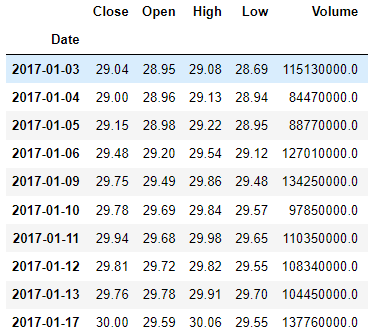 Close Open High Low Volume
Date
2017-01-03 29.04 28.95 29.08 28.69 115130000.0
2017-01-04 29.00 28.96 29.13 28.94 84470000.0
2017-01-05 29.15 28.98 29.22 28.95 88770000.0
2017-01-06 29.48 29.20 29.54 29.12 127010000.0
2017-01-09 29.75 29.49 29.86 29.48 134250000.0
2017-01-10 29.78 29.69 29.84 29.57 97850000.0
2017-01-11 29.94 29.68 29.98 29.65 110350000.0
2017-01-12 29.81 29.72 29.82 29.55 108340000.0
2017-01-13 29.76 29.78 29.91 29.70 104450000.0
2017-01-17 30.00 29.59 30.06 29.55 137760000.0